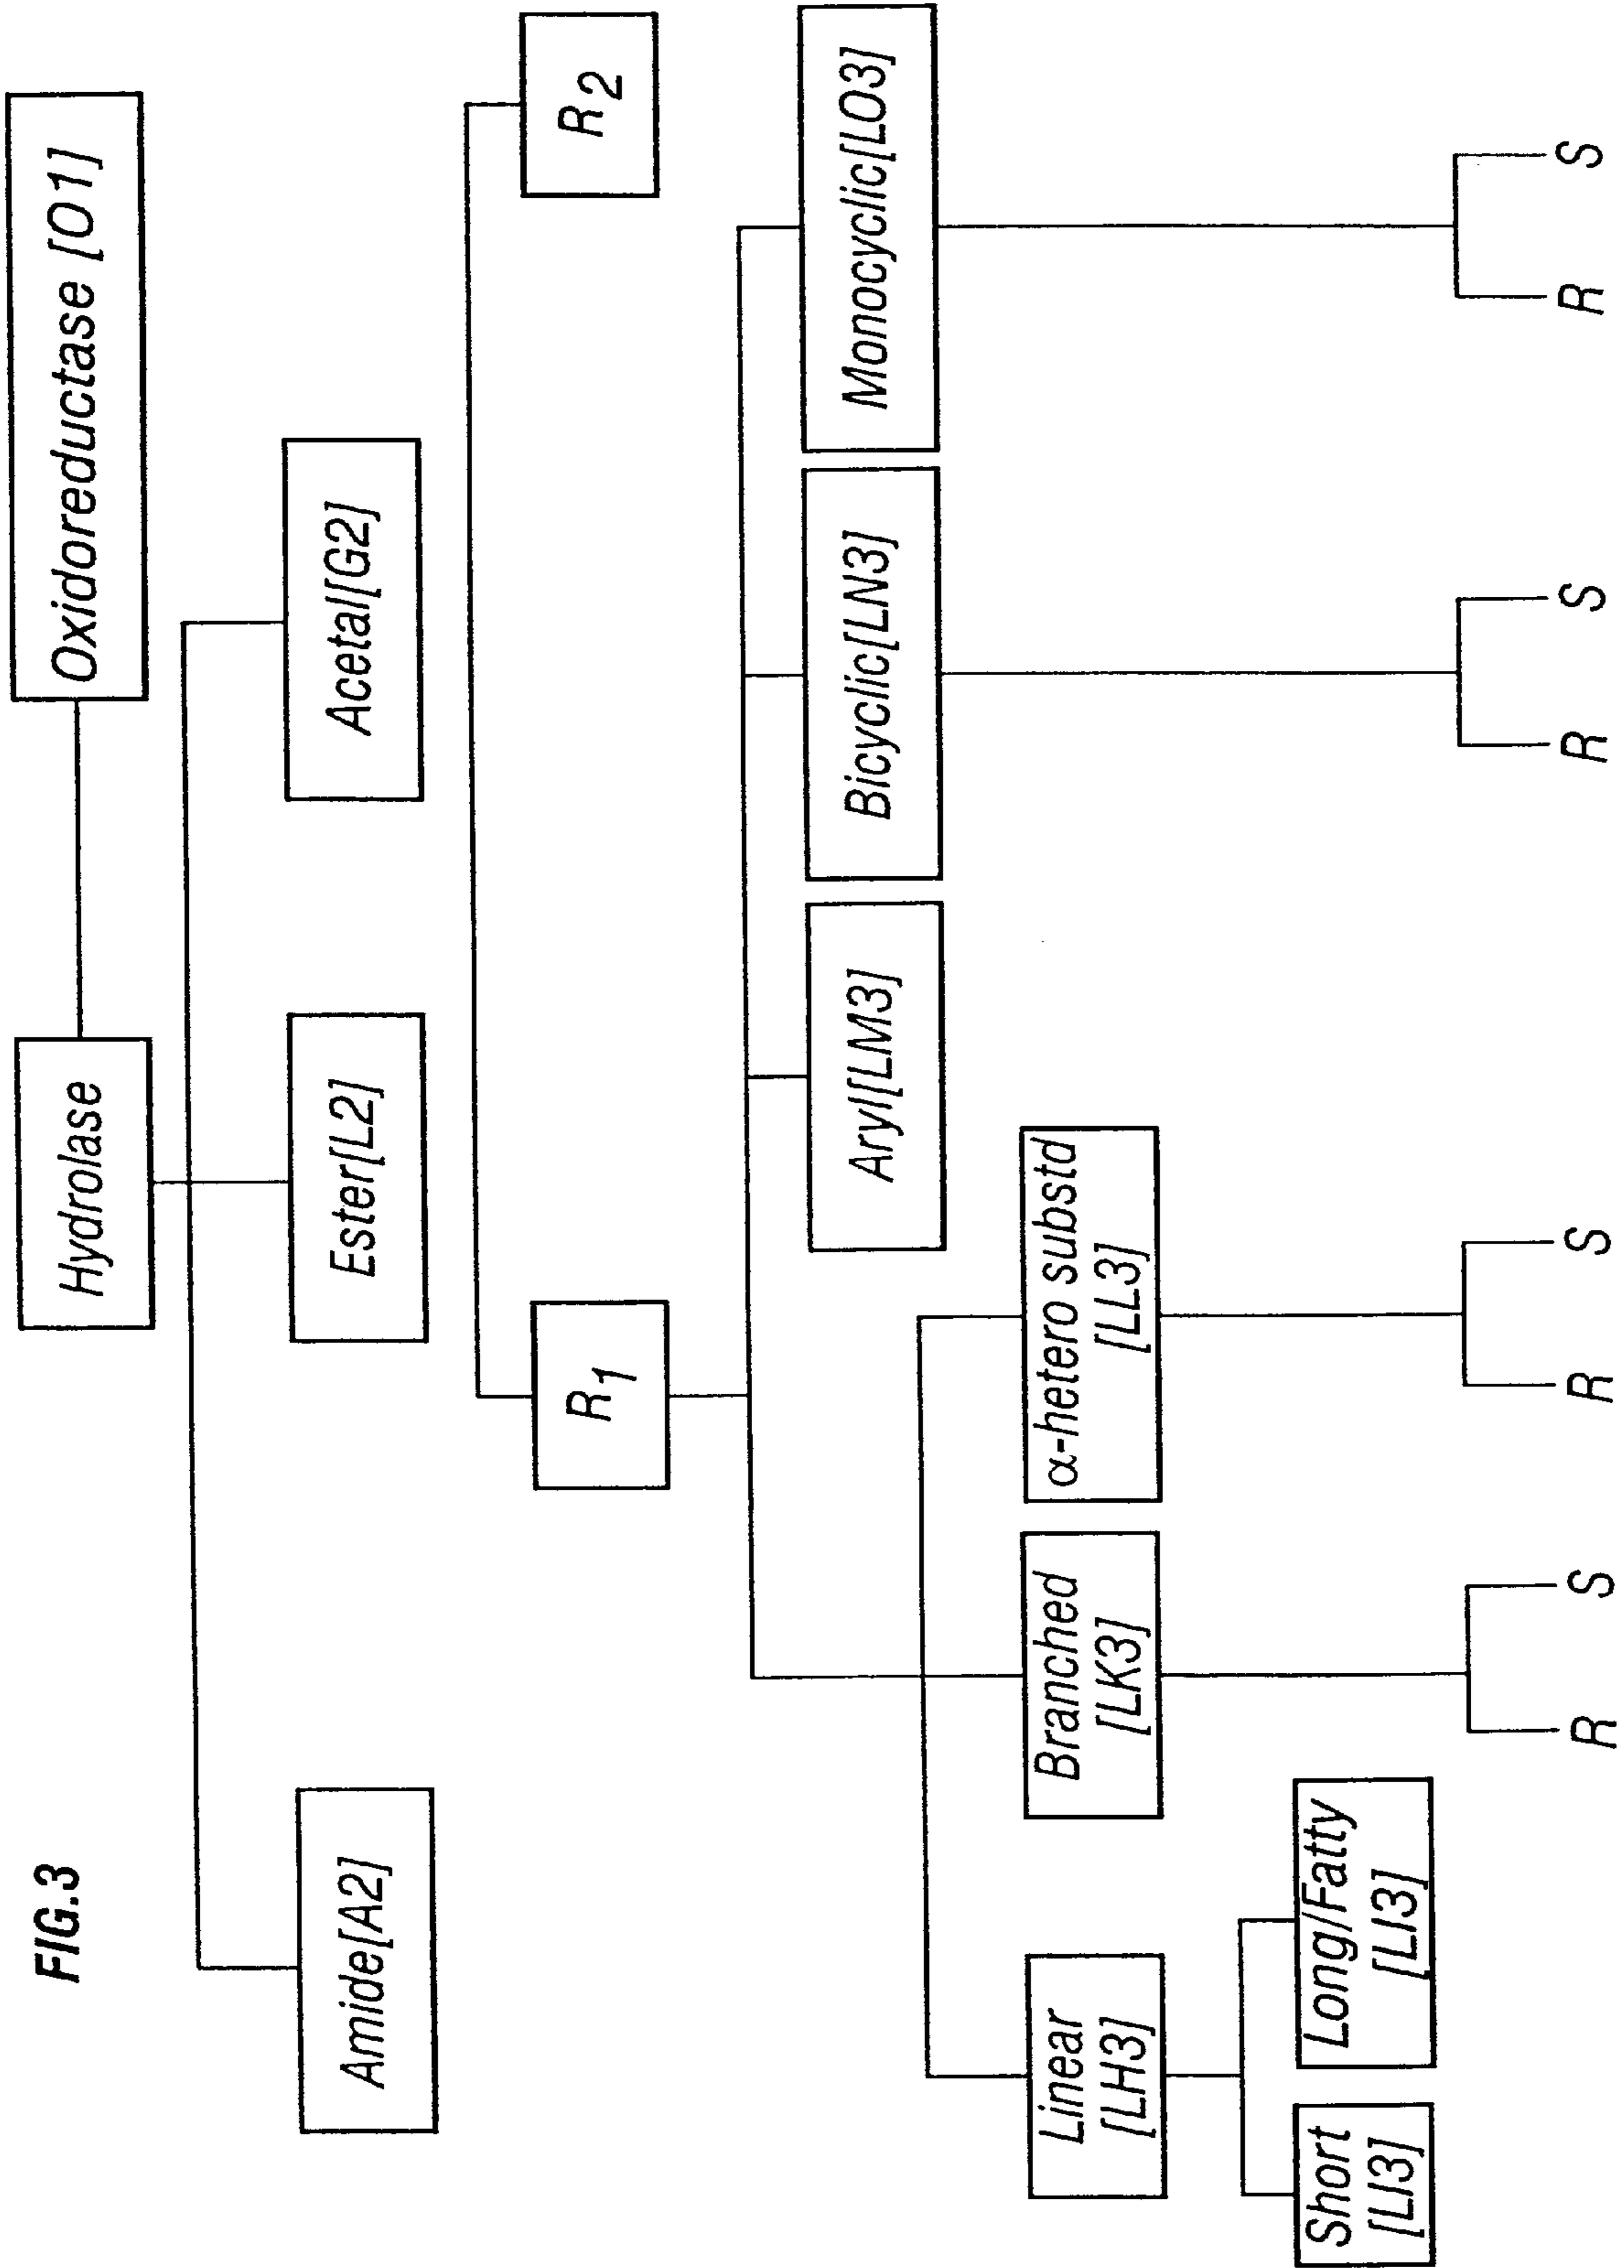 FIG.3
Hydrolase
Oxidoreductase [O1]
Amide[A2]
Ester[L2]
Acetal[G2]
R1
R2
Aryl[LM3]
Bicyclic[LN3]
Monocyclic[LO3]
Linear
[LH3]
Branched
[LK3]
α-hetero substd
[LL3]
Short
[LI3]
Long/Fatty
[LI3]
R S R S R S R S